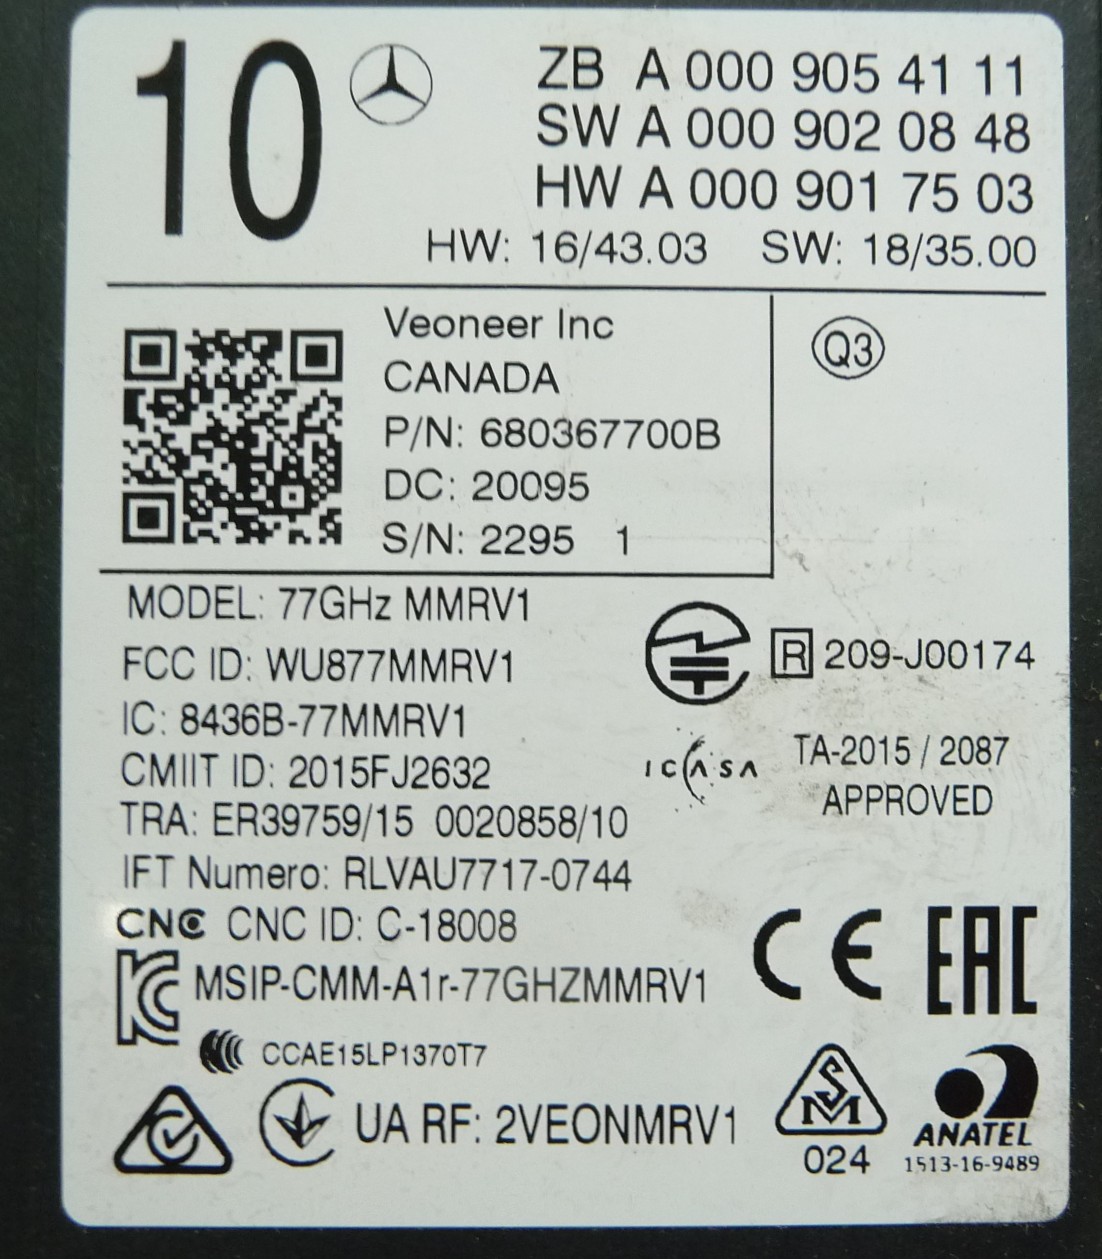 10
ZB A 000 905 41 11
SW A 000 902 08 48
HW A 000 901 75 03
HW: 16/43.03 SW: 18/35.00
Veoneer Inc
CANADA
P/N: 680367700B
DC: 20095
S/N: 2295 1
Q3
MODEL: 77GHz MMRV1
FCC ID: WU877MMRV1
IC: 8436B-77MMRV1
CMIIT ID: 2015FJ2632
TRA: ER39759/15 0020858/10
IFT Numero: RLVAU7717-0744
CNC CNC ID: C-18008
MSIP-CMM-A1r-77GHZMMRV1
CCAE15LP1370T7
UA RF: 2VEONMRV1
R 209-J00174
ICASA TA-2015 / 2087
APPROVED
CE EAC
SM
024
ANATEL
1513-16-9489